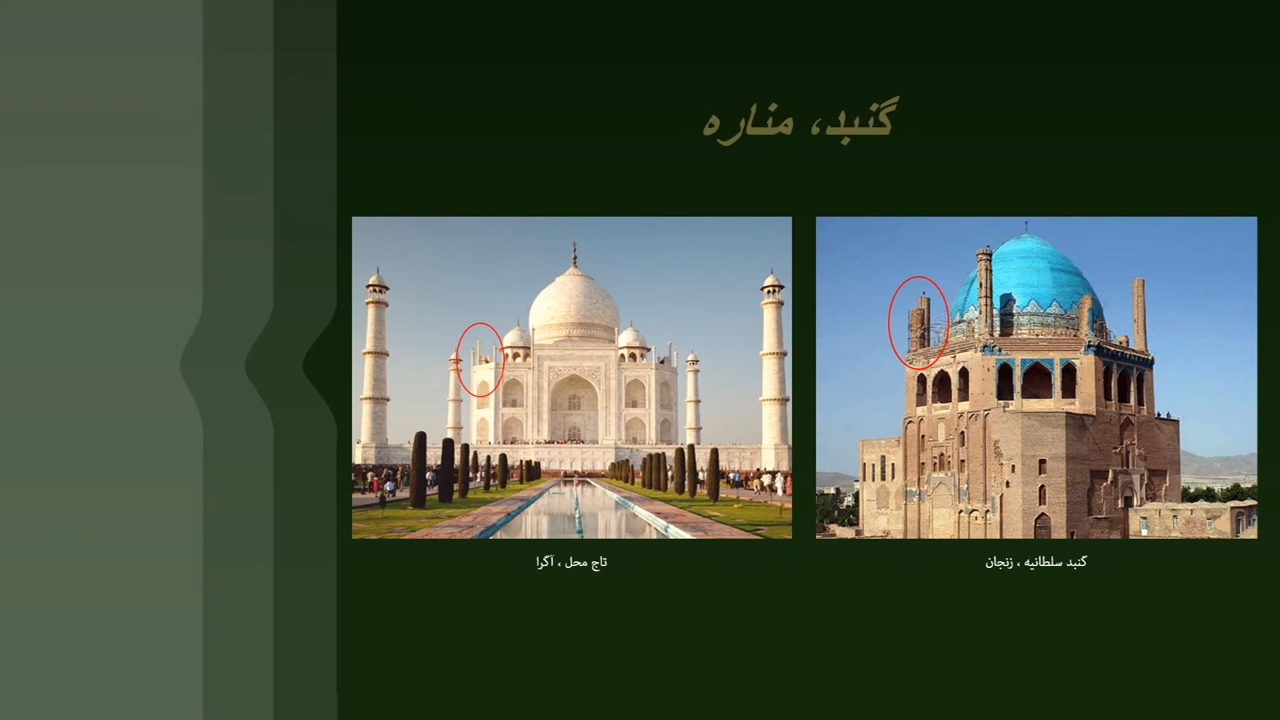 گنبد، مناره
گنبد سلطانیه ، زنجان
تاج محل ، آگرا